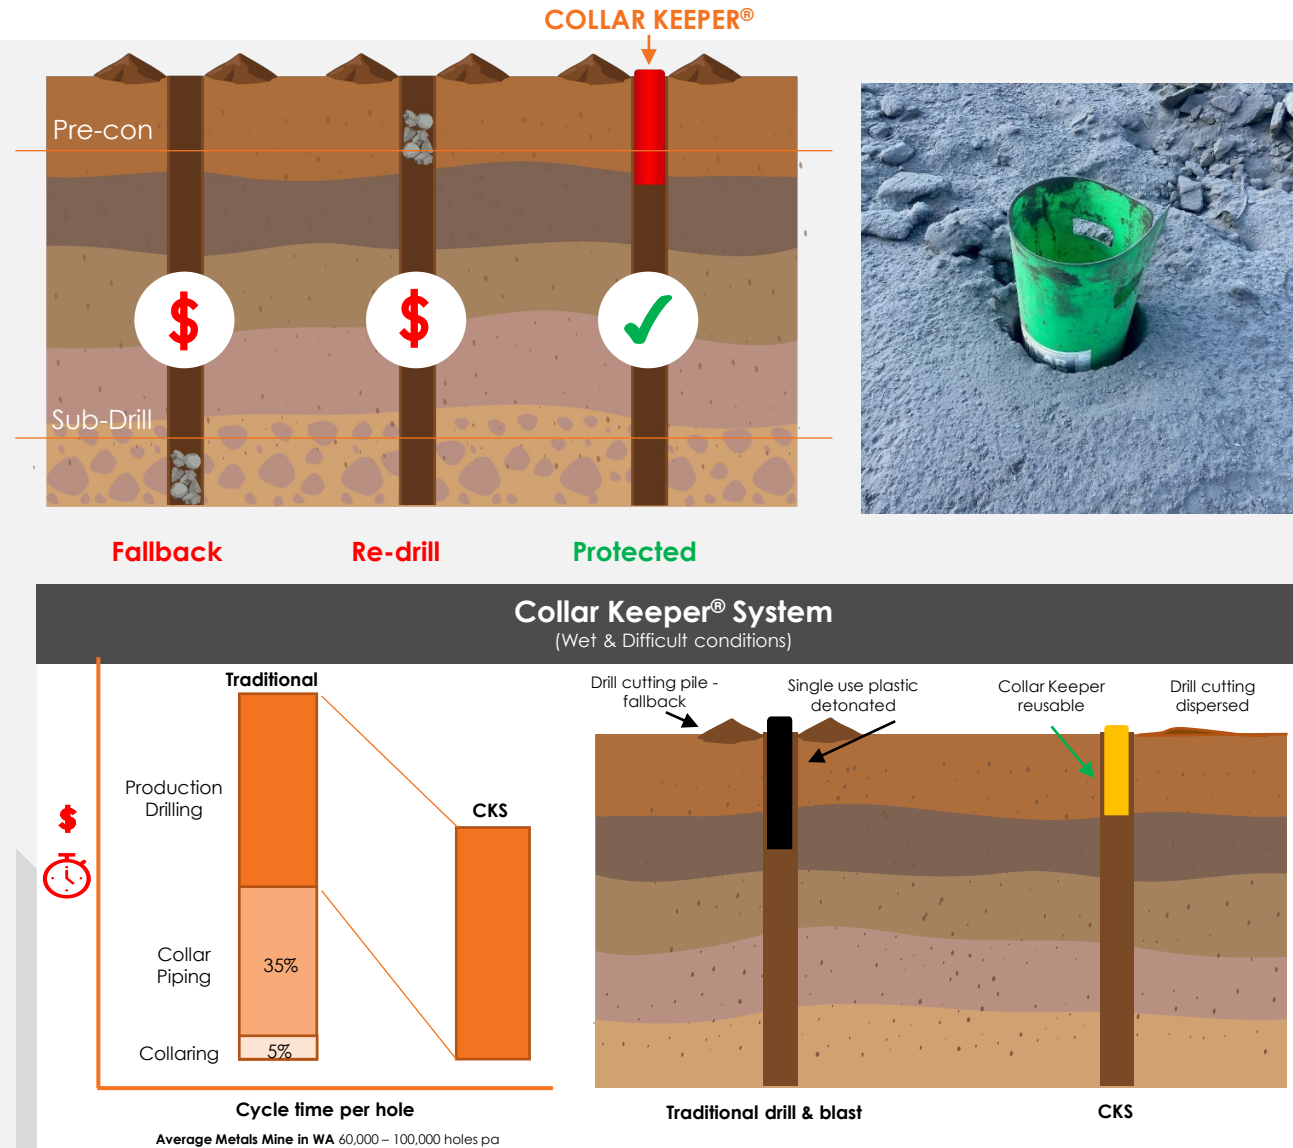 COLLAR KEEPER®
Pre-con
$
$
Sub-Drill
Fallback
Re-drill
Protected
Collar Keeper® System
(Wet & Difficult conditions)
Traditional
Production
Drilling
$
Collar
Piping
35%
Collaring
5%
CKS
Cycle time per hole
Average Metals Mine in WA 60,000 – 100,000 holes pa
Drill cutting pile -
fallback
Single use plastic
detonated
Collar Keeper
reusable
Drill cutting
dispersed
Traditional drill & blast
CKS